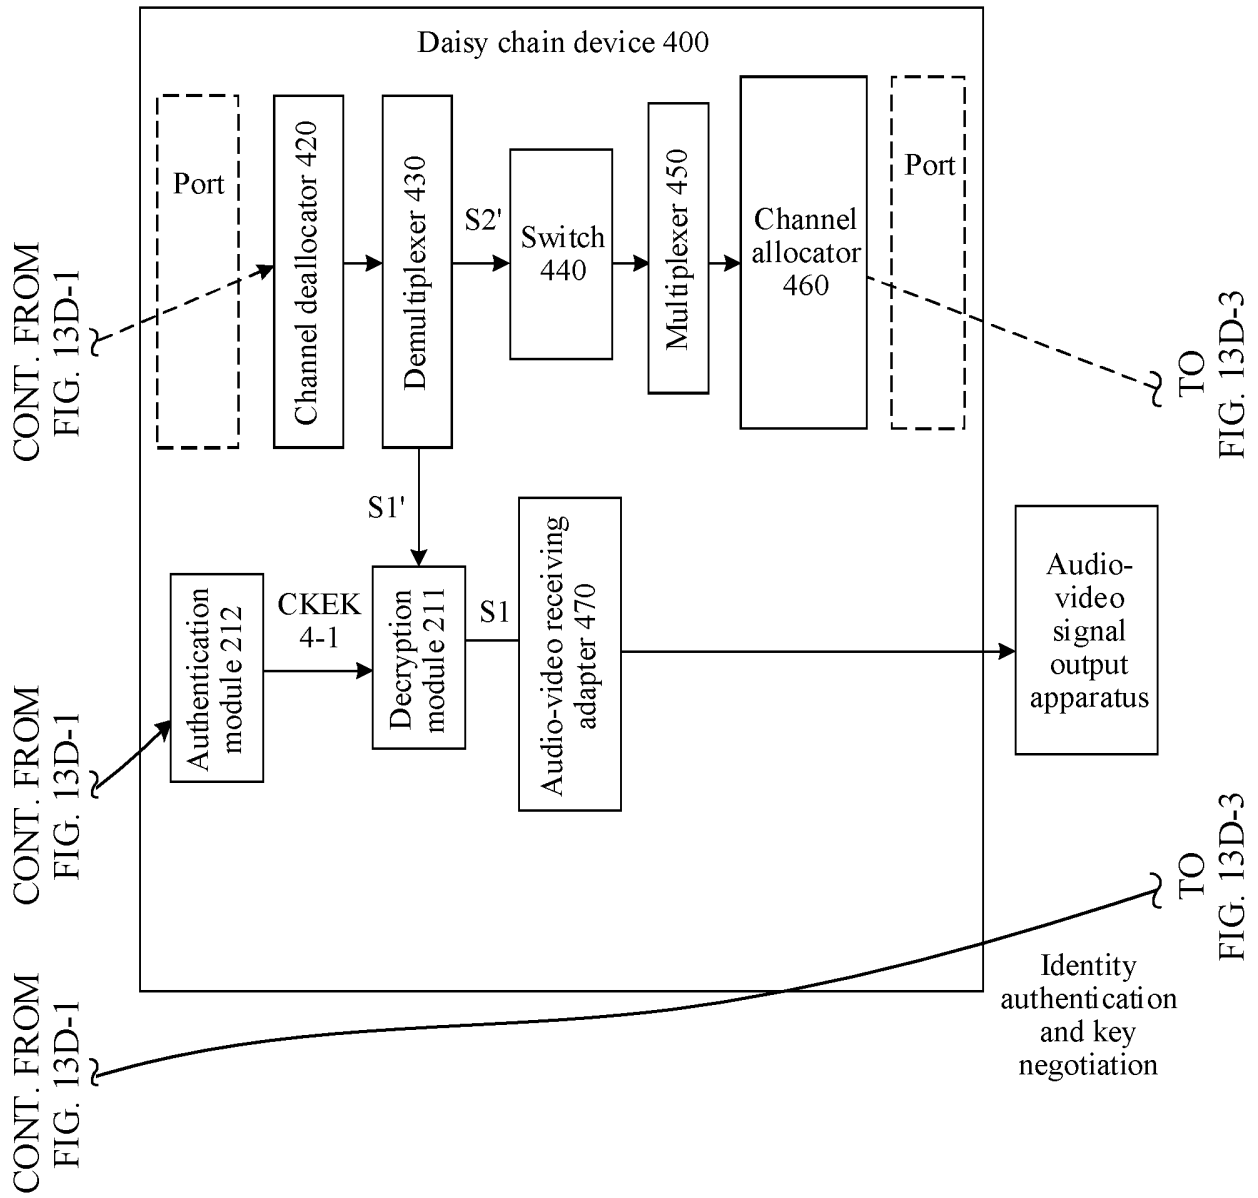 Daisy chain device 400
Port
Channel deallocator 420
Demultiplexer 430
S2'
Switch
440
Multiplexer 450
Channel
allocator
460
Port
CONT. FROM
FIG. 13D-1
TO
FIG. 13D-3
S1'
Authentication
module 212
CKEK
4-1
Decryption
module 211
S1
Audio-video receiving
adapter 470
Audio-
video
signal
output
apparatus
CONT. FROM
FIG. 13D-1
TO
FIG. 13D-3
Identity
authentication
and key
negotiation
CONT. FROM
FIG. 13D-1